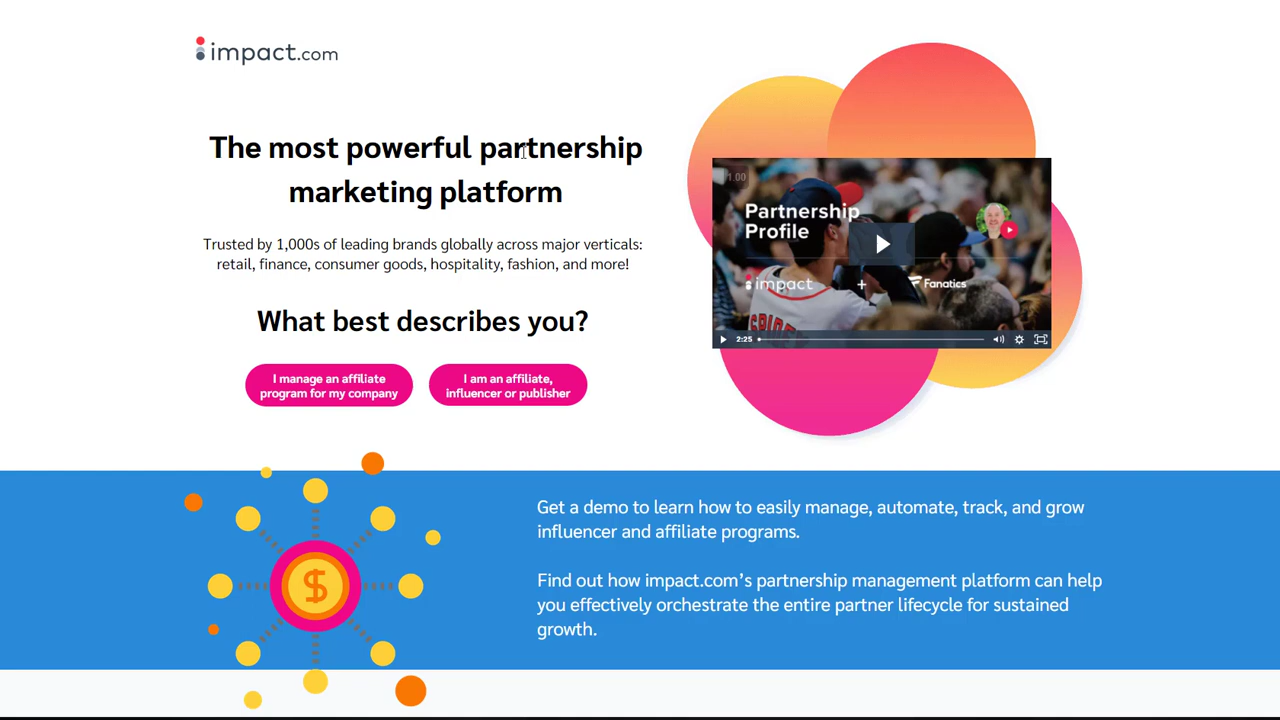 impact.com
The most powerful partnership
marketing platform
Trusted by 1,000s of leading brands globally across major verticals:
retail, finance, consumer goods, hospitality, fashion, and more!
What best describes you?
I manage an affiliate
program for my company
I am an affiliate,
influencer or publisher
1.00
Partnership
Profile
impact + Fanatics
SPID
2:25
$
Get a demo to learn how to easily manage, automate, track, and grow
influencer and affiliate programs.
Find out how impact.com’s partnership management platform can help
you effectively orchestrate the entire partner lifecycle for sustained
growth.